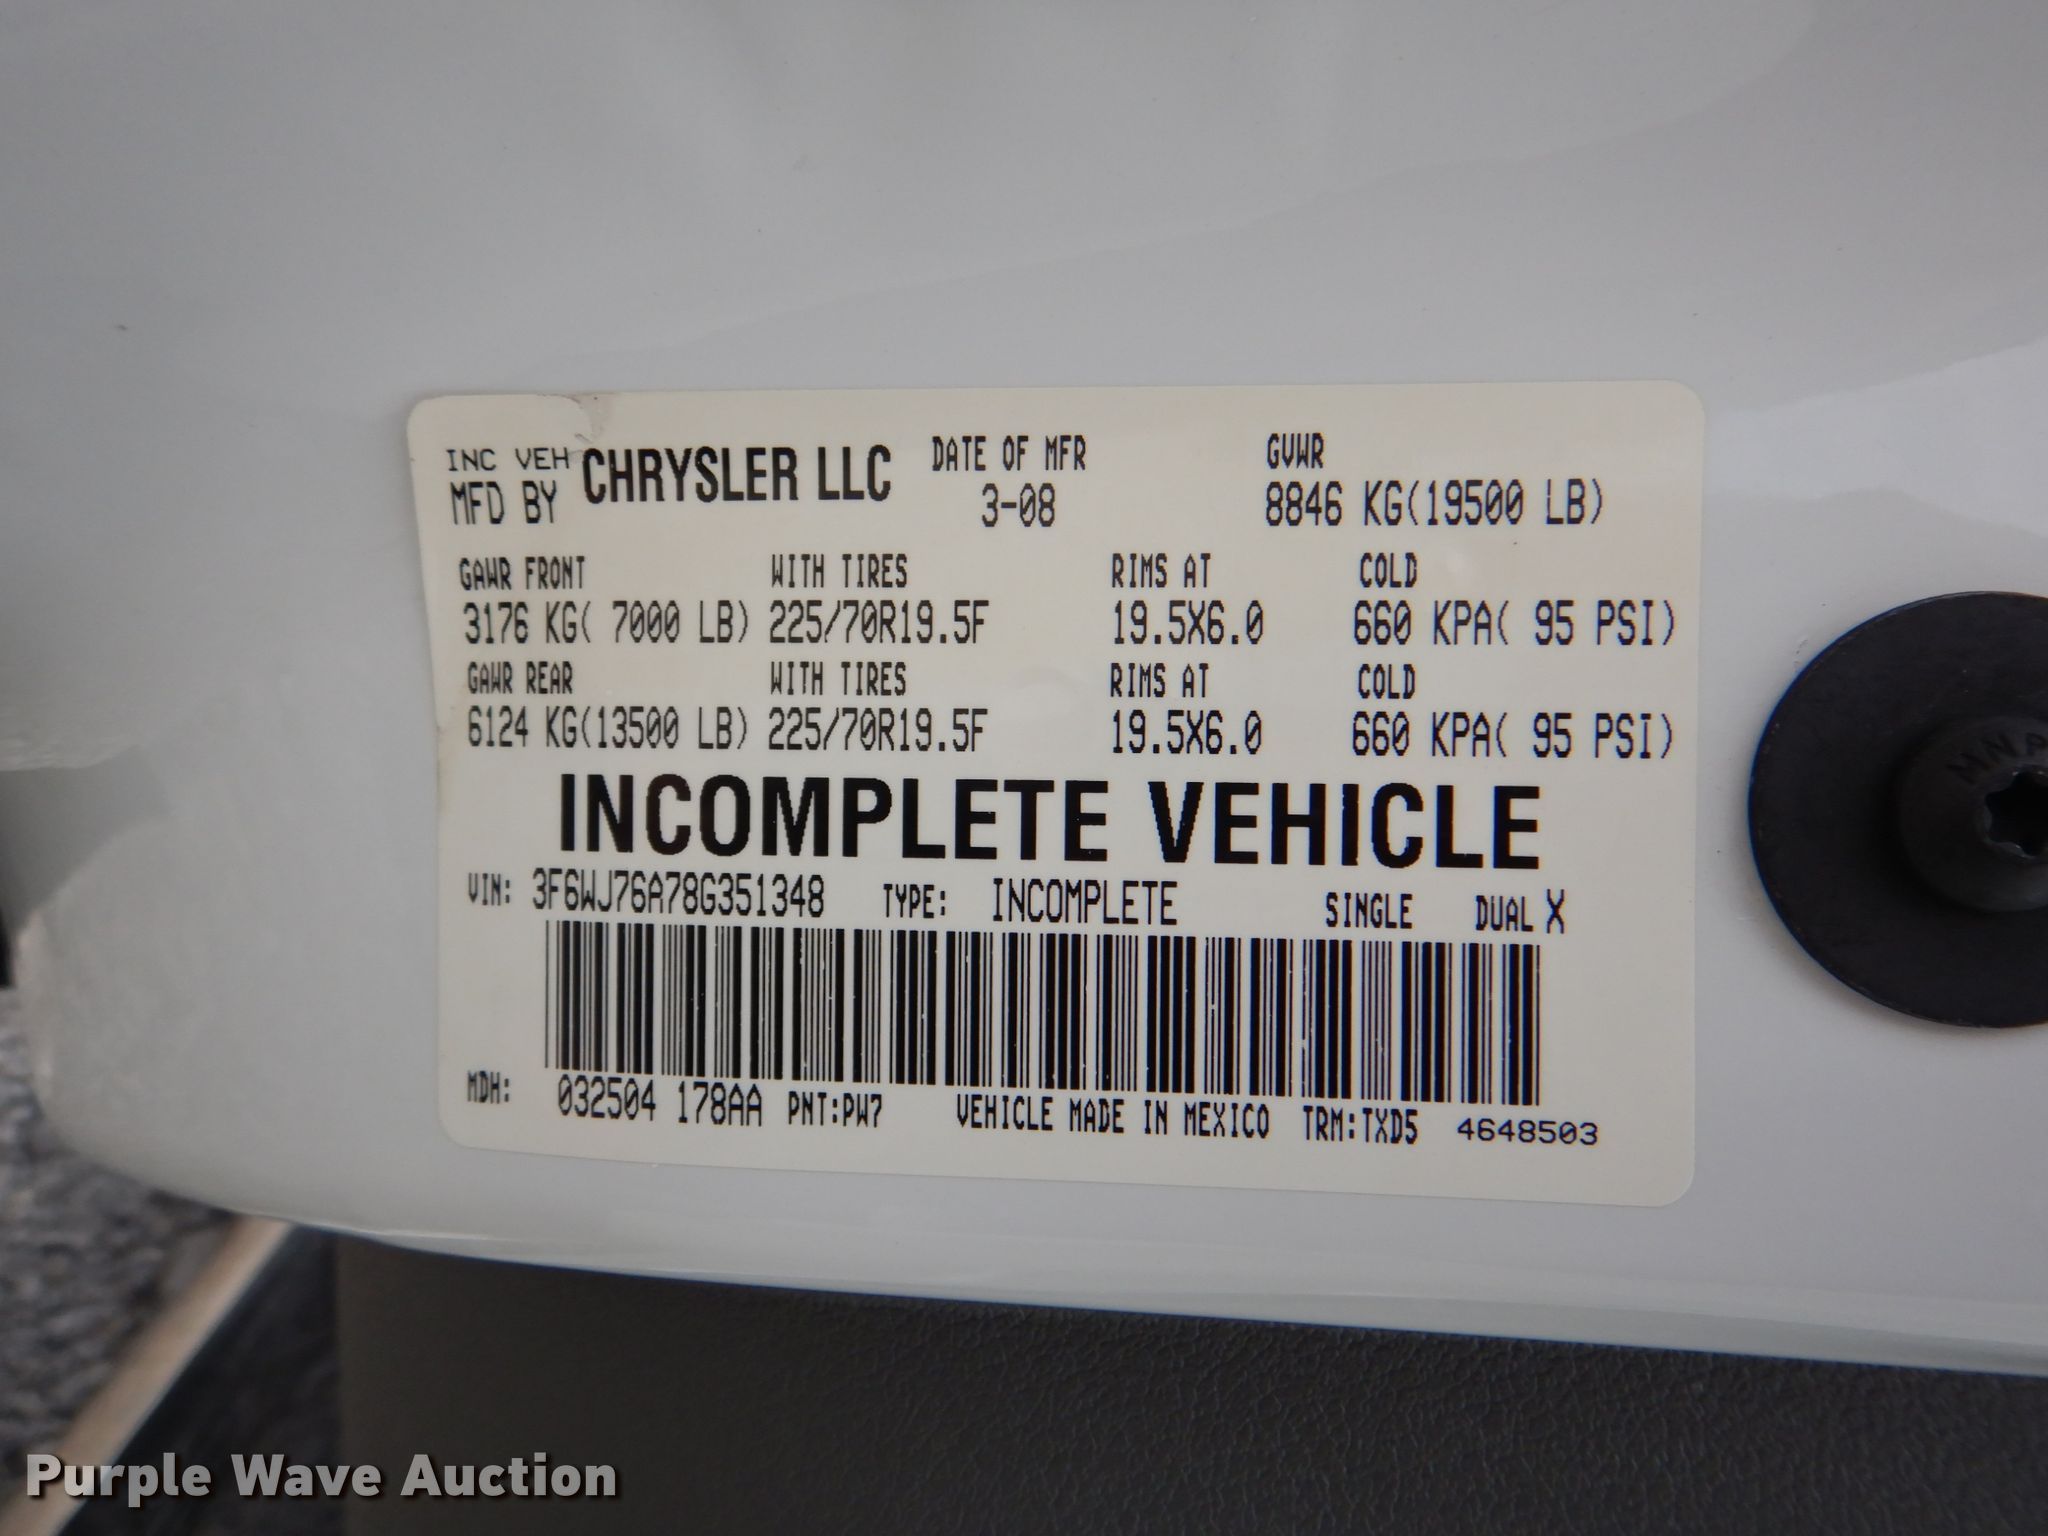 INC VEH CHRYSLER LLC DATE OF MFR GVWR
MFD BY 3-08 8846 KG(19500 LB)
GAWR FRONT WITH TIRES RIMS AT COLD
3176 KG( 7000 LB) 225/70R19.5F 19.5X6.0 660 KPA( 95 PSI)
GAWR REAR WITH TIRES RIMS AT COLD
6124 KG(13500 LB) 225/70R19.5F 19.5X6.0 660 KPA( 95 PSI)
INCOMPLETE VEHICLE
VIN: 3F6WJ76A78G351348 TYPE: INCOMPLETE SINGLE DUAL X
MDH: 032504 178AA PNT:PW7 VEHICLE MADE IN MEXICO TRM:TXD5 4648503
Purple Wave Auction